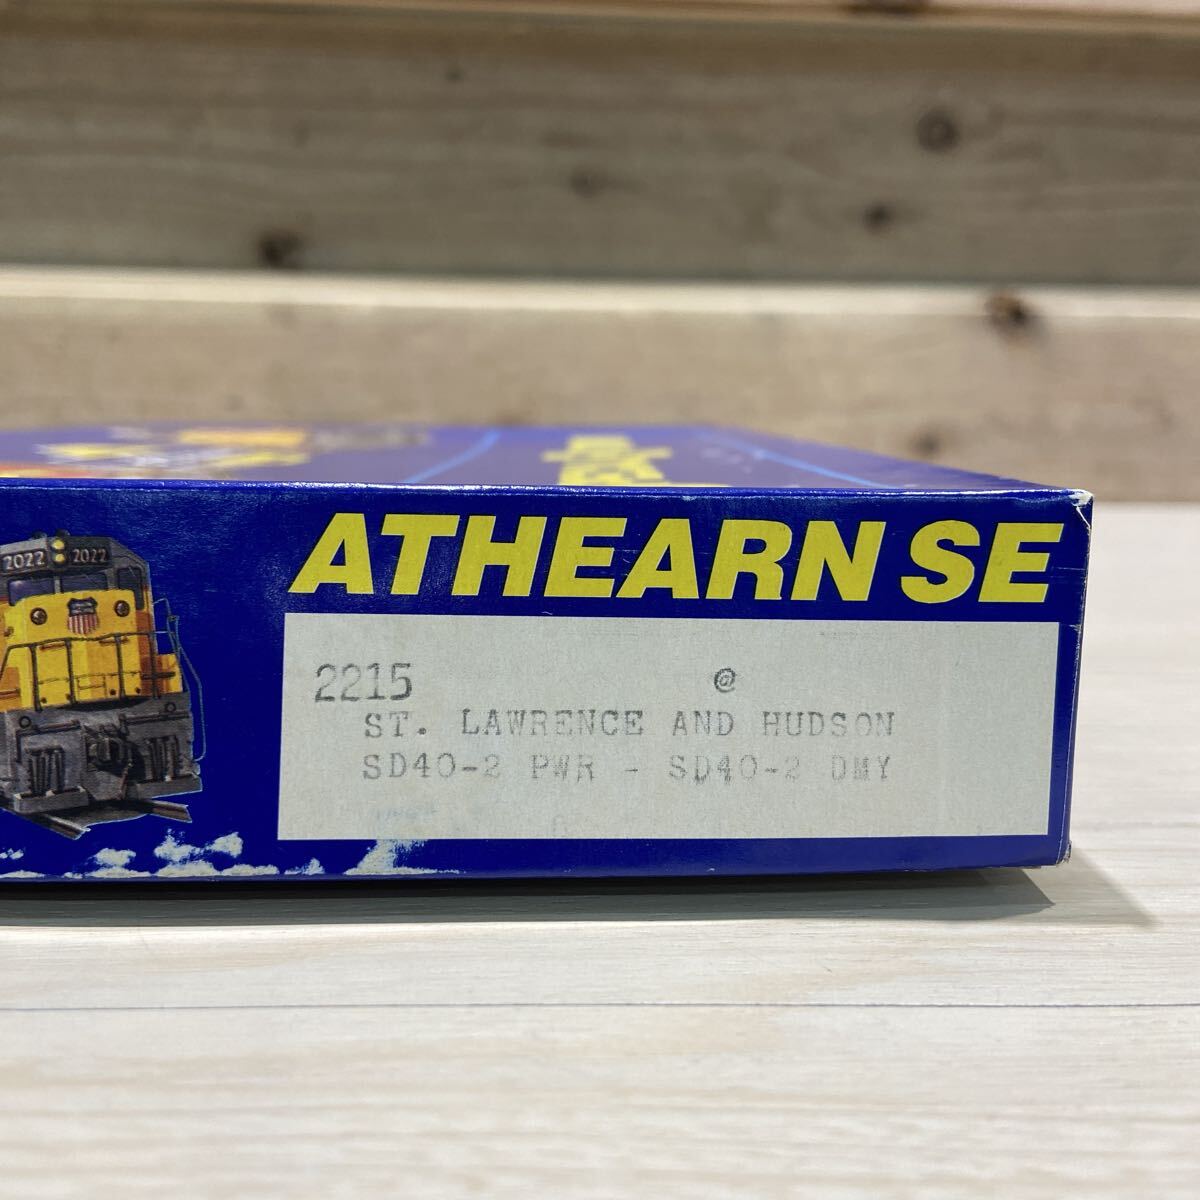 ATHEARN SE
2022 2022
2215 @
ST. LAWRENCE AND HUDSON
SD40-2 PWR - SD40-2 DMY